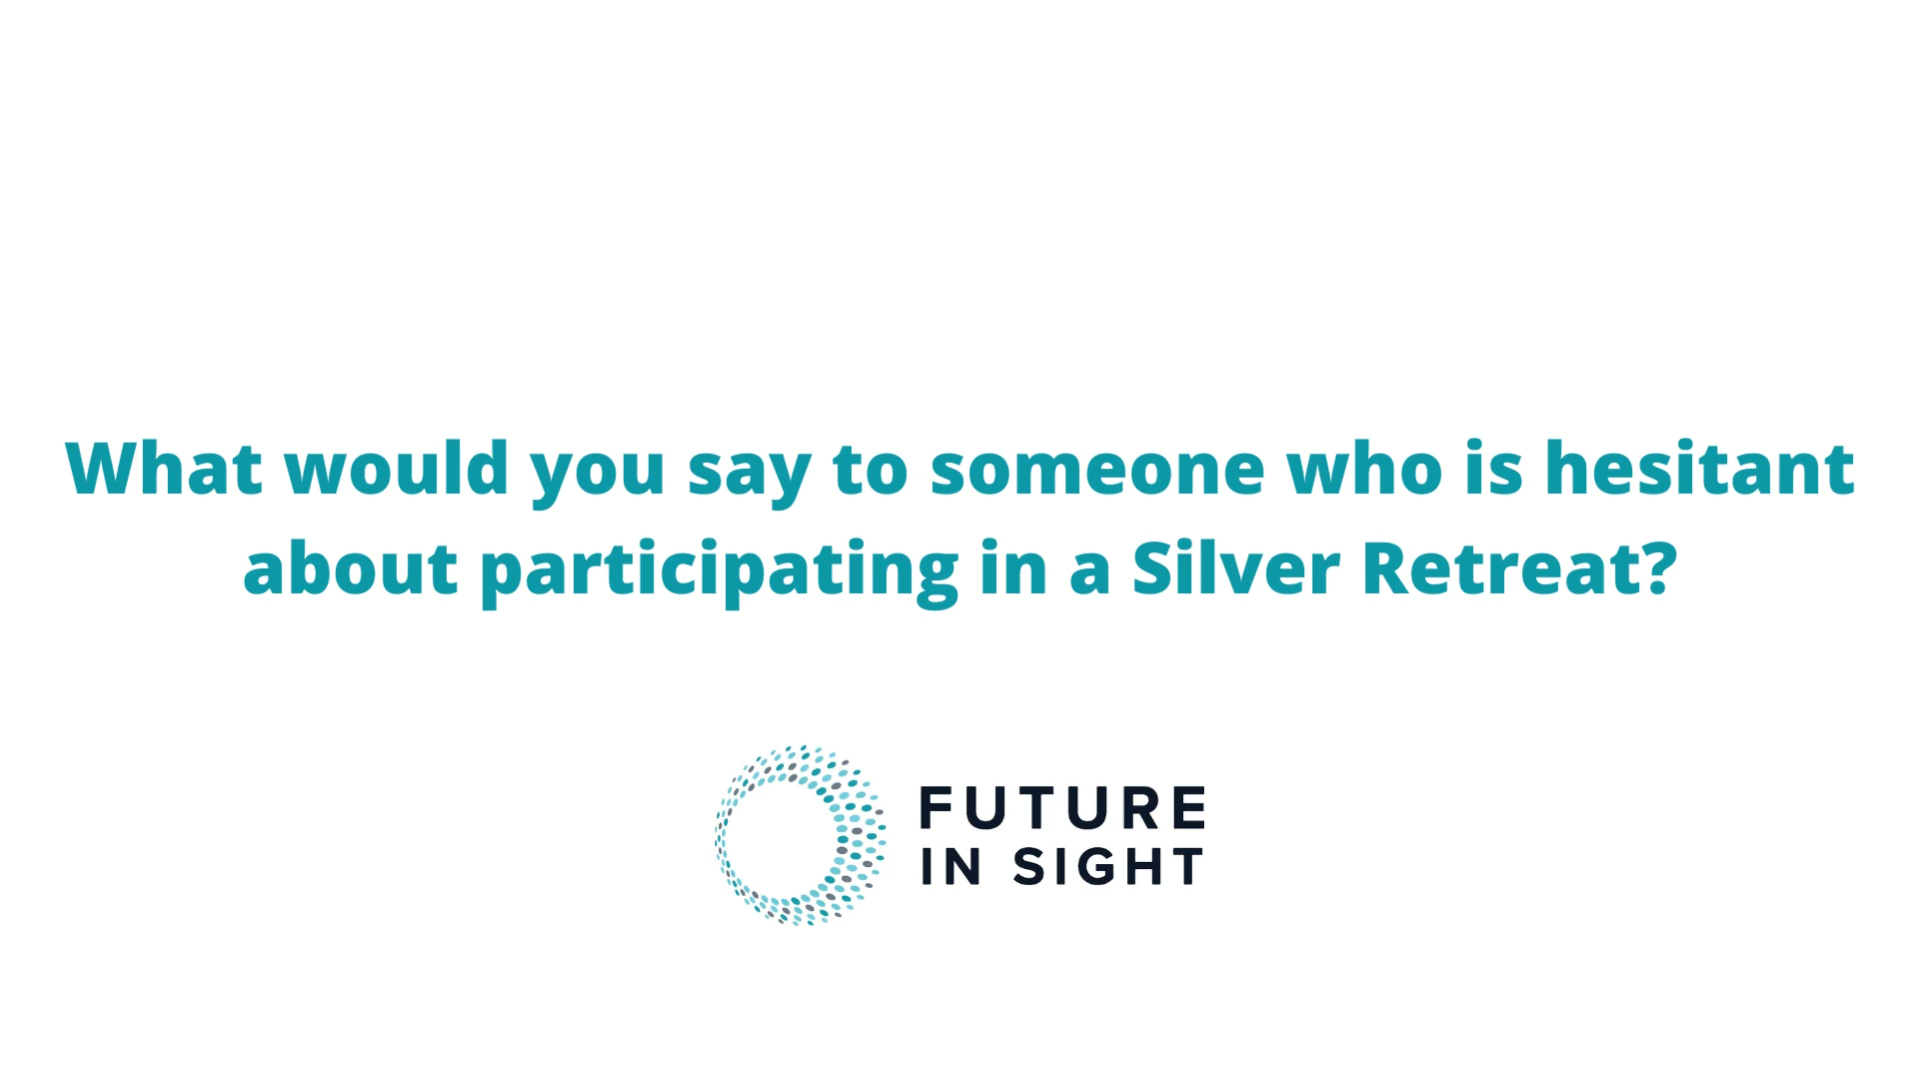 What would you say to someone who is hesitant
about participating in a Silver Retreat?
FUTURE
IN SIGHT